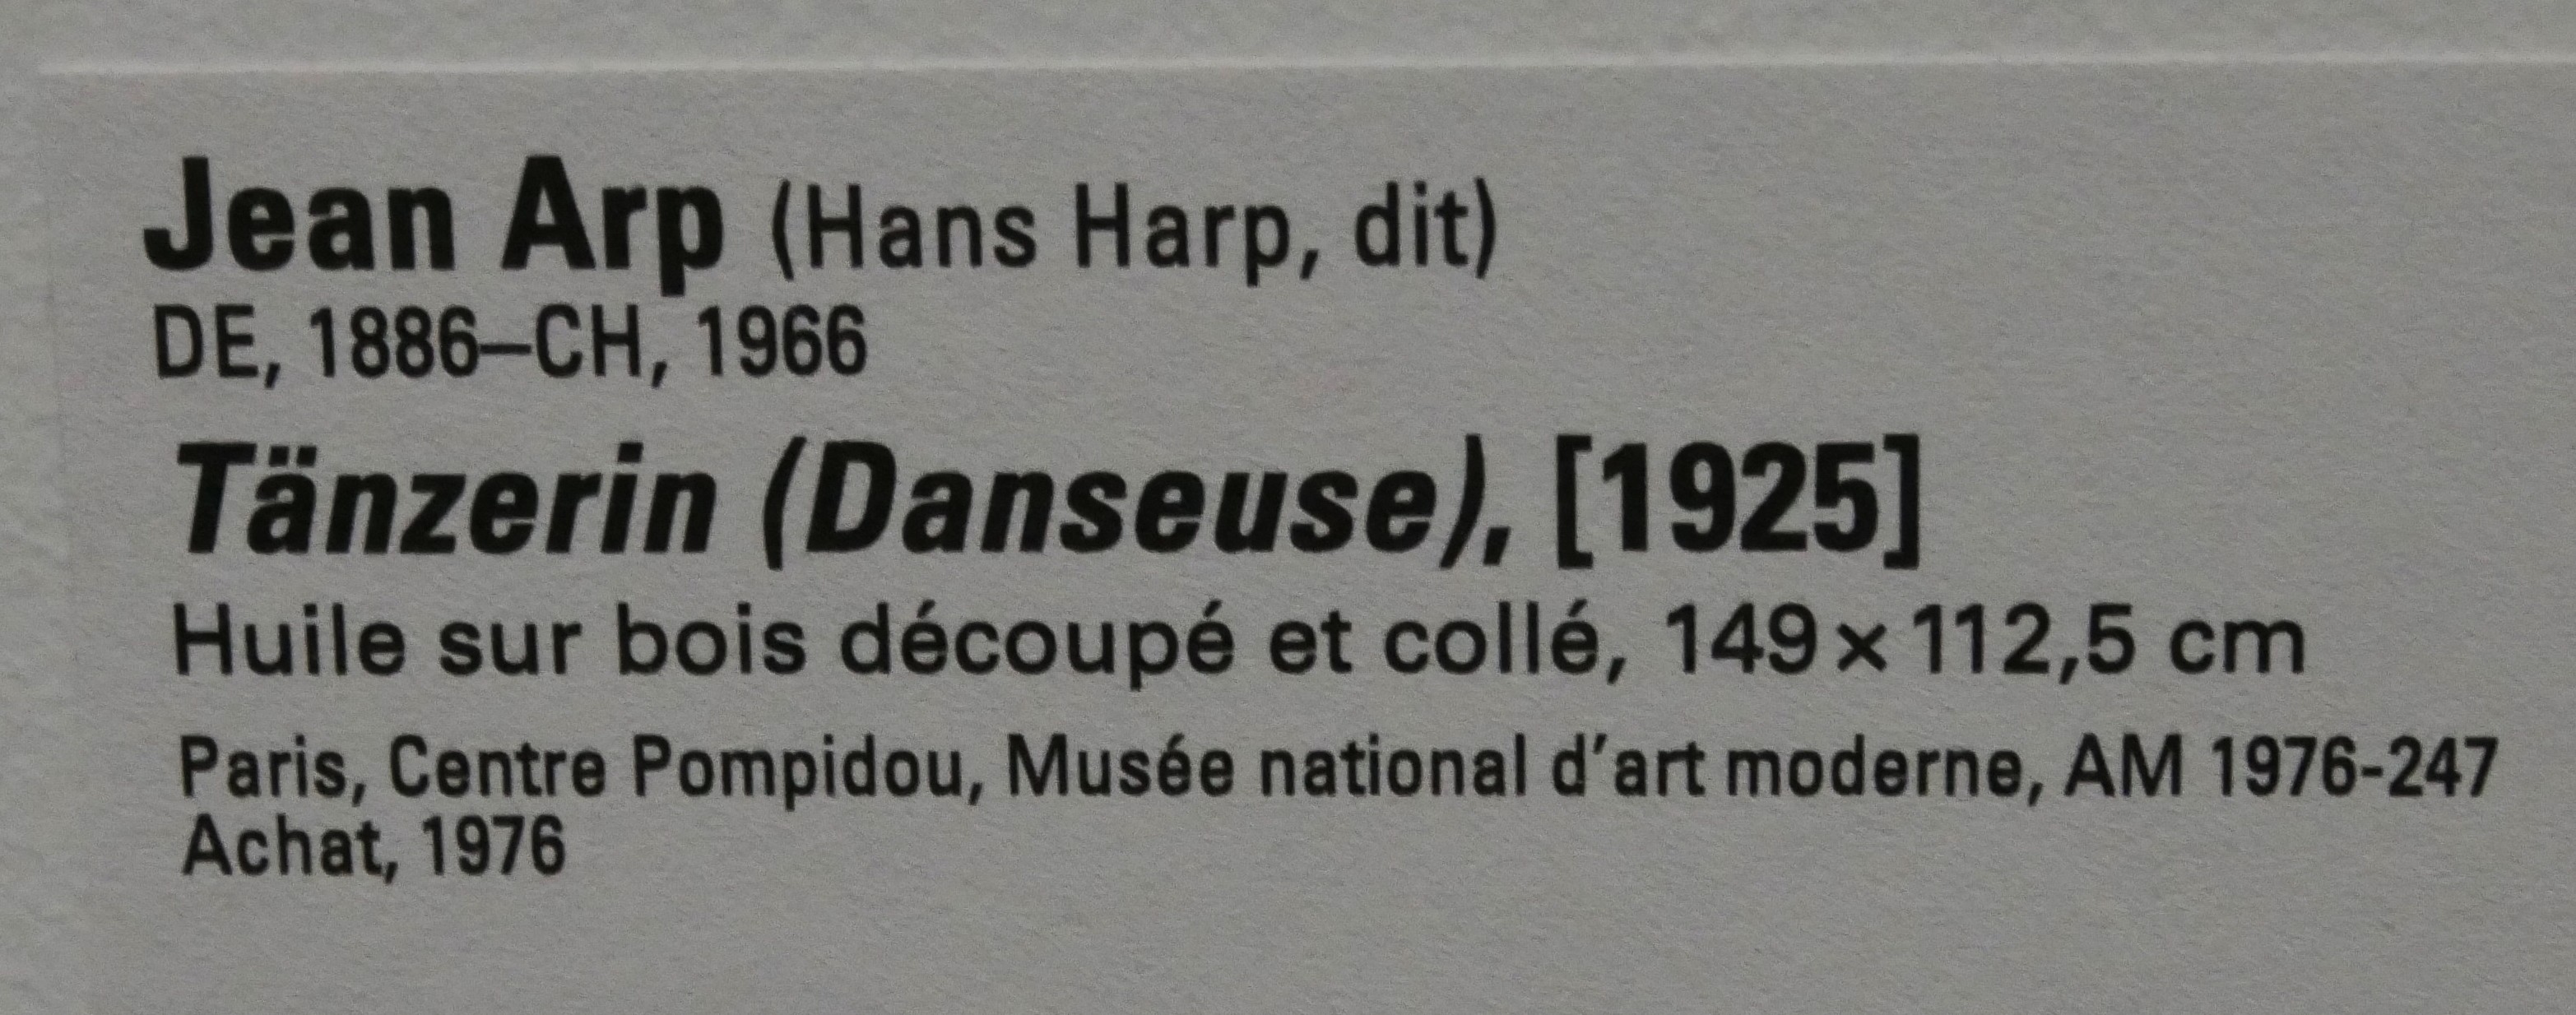 Jean Arp (Hans Harp, dit)
DE, 1886–CH, 1966
Tänzerin (Danseuse), [1925]
Huile sur bois découpé et collé, 149 × 112,5 cm
Paris, Centre Pompidou, Musée national d’art moderne, AM 1976-247
Achat, 1976